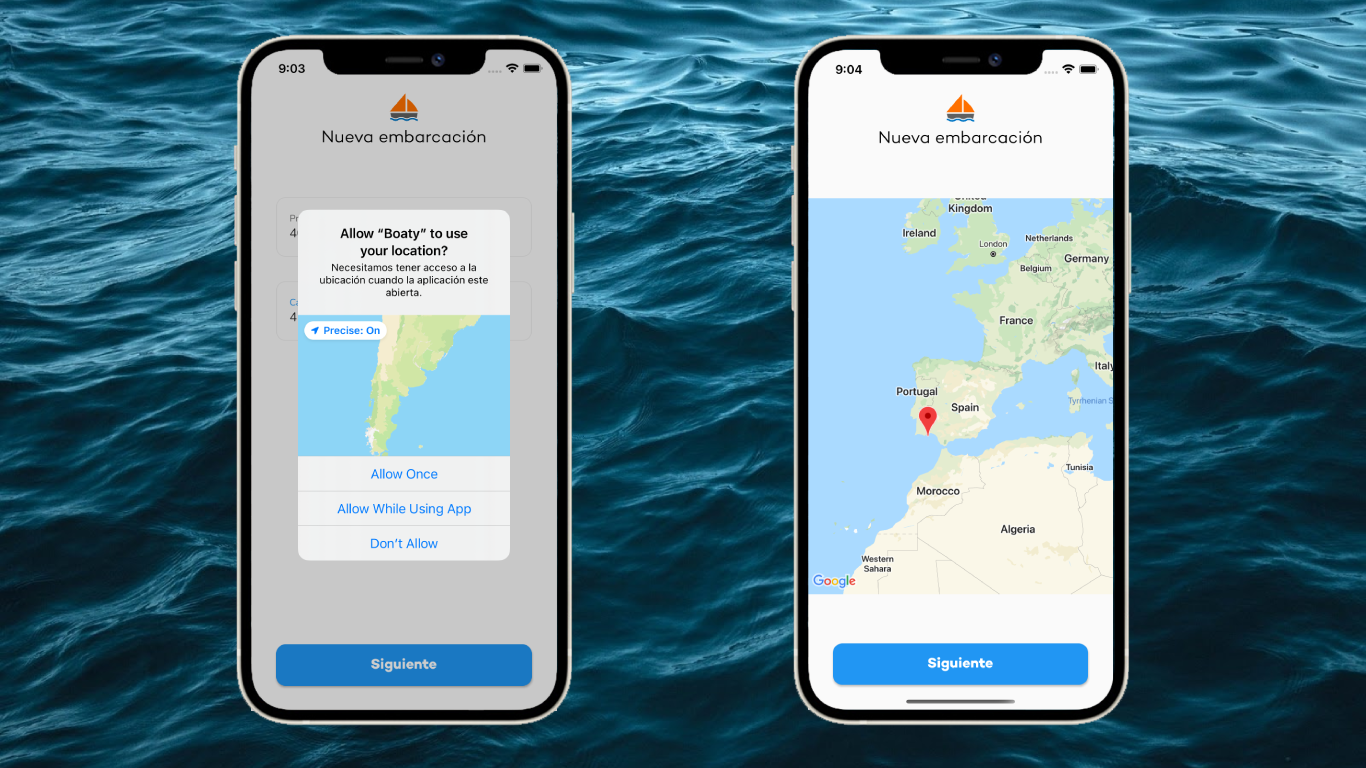 9:03
Nueva embarcación
Pr
4
Allow “Boaty” to use
your location?
Necesitamos tener acceso a la
ubicación cuando la aplicación este
abierta.
Ca
4
Precise: On
Allow Once
Allow While Using App
Don’t Allow
Siguiente
9:04
Nueva embarcación
United
Kingdom
Ireland
London
Netherlands
Germany
Belgium
France
Italy
Portugal
Spain
Tyrrhenian S
Tunisia
Morocco
Algeria
Western
Sahara
Google
Siguiente